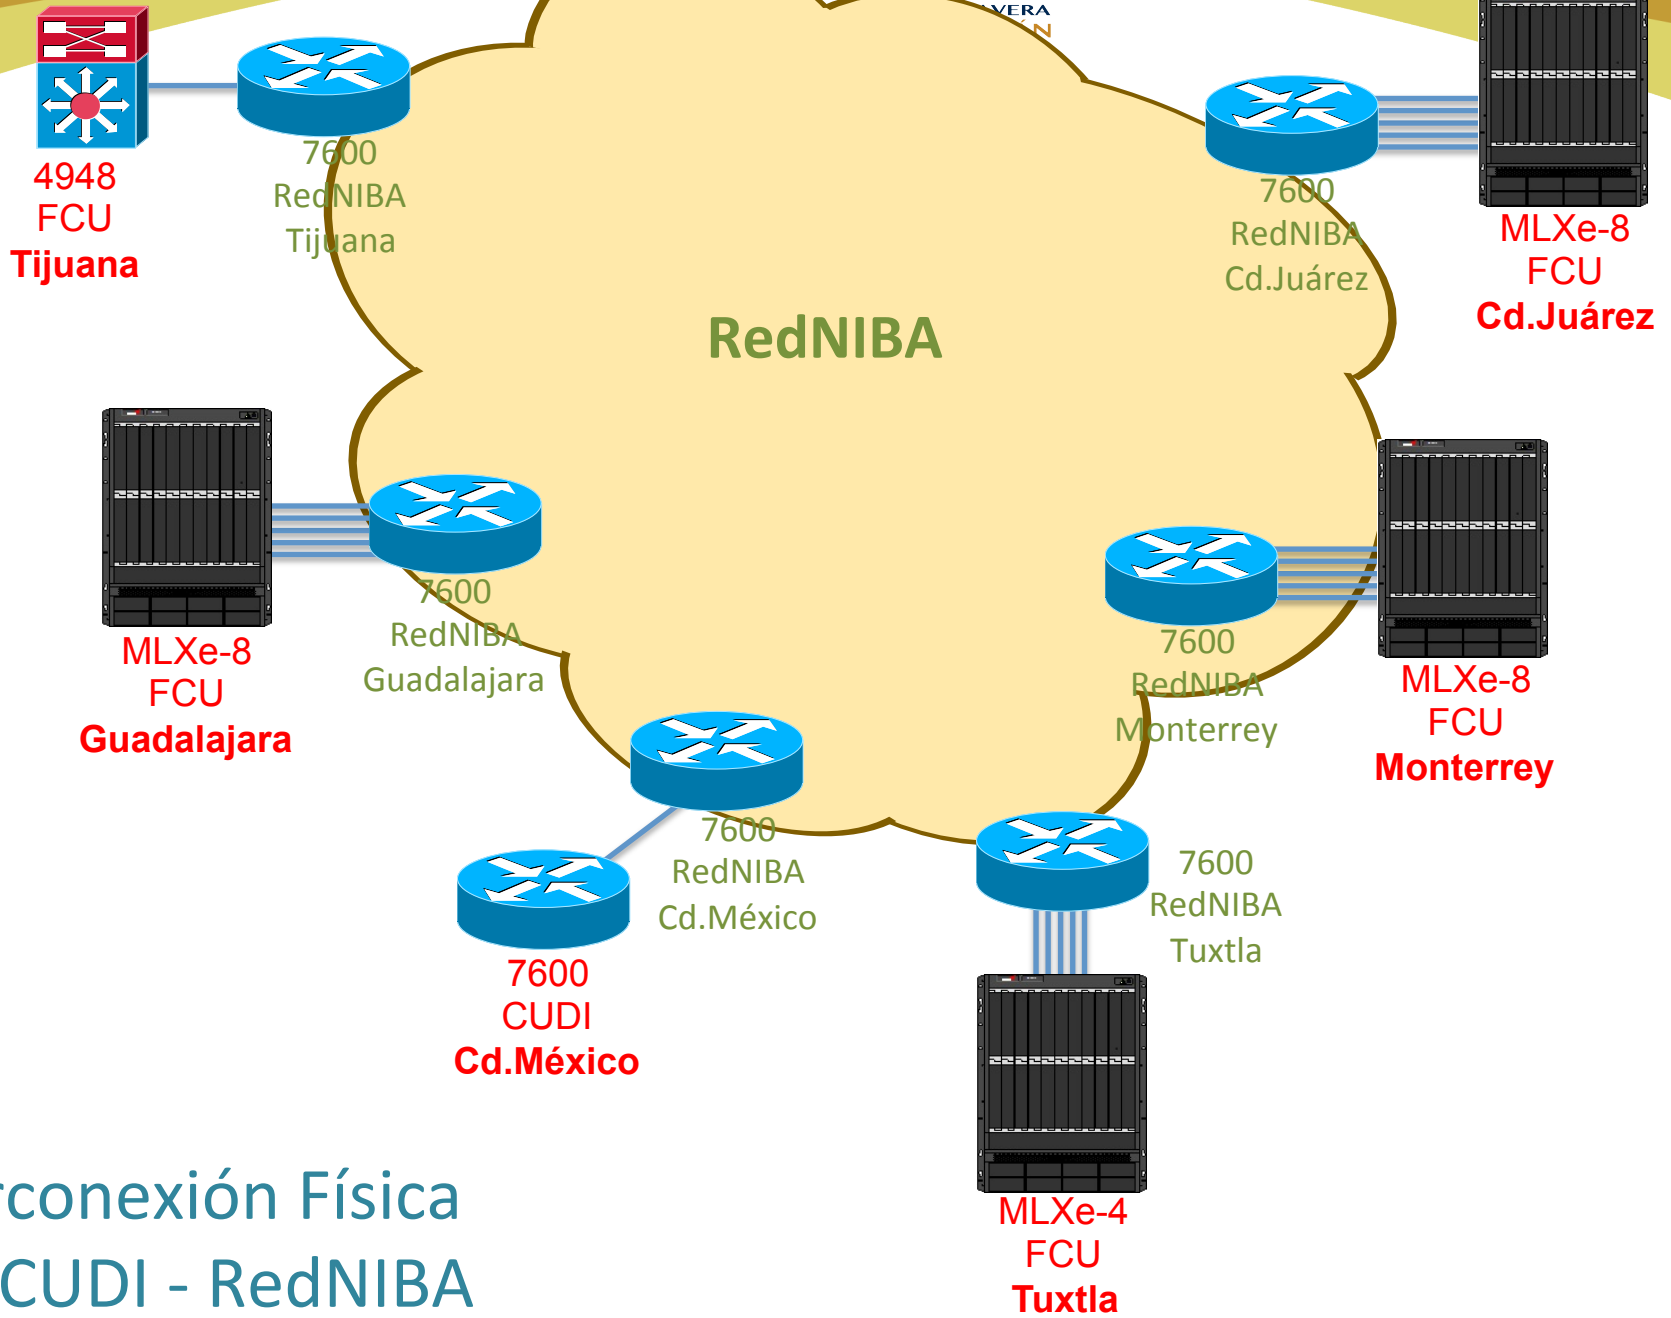 4948
FCU
Tijuana
7600
RedNIBA
Tijuana
7600
RedNIBA
Cd.Juárez
MLXe-8
FCU
Cd.Juárez
RedNIBA
MLXe-8
FCU
Guadalajara
7600
RedNIBA
Guadalajara
7600
RedNIBA
Monterrey
MLXe-8
FCU
Monterrey
7600
RedNIBA
Cd.México
7600
CUDI
Cd.México
7600
RedNIBA
Tuxtla
MLXe-4
FCU
Tuxtla
rconexión Física
CUDI - RedNIBA